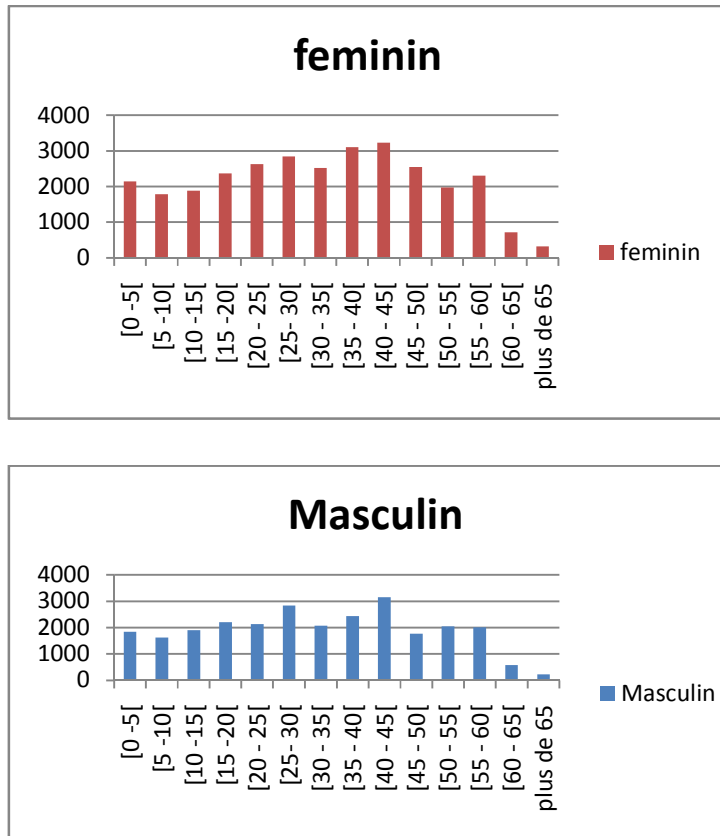 feminin
4000
3000
2000
1000
0
[0 -5[
[5 -10[
[10 -15[
[15 -20[
[20 - 25[
[25- 30[
[30 - 35[
[35 - 40[
[40 - 45[
[45 - 50[
[50 - 55[
[55 - 60[
[60 - 65[
plus de 65
feminin
Masculin
4000
3000
2000
1000
0
[0 -5[
[5 -10[
[10 -15[
[15 -20[
[20 - 25[
[25- 30[
[30 - 35[
[35 - 40[
[40 - 45[
[45 - 50[
[50 - 55[
[55 - 60[
[60 - 65[
plus de 65
Masculin